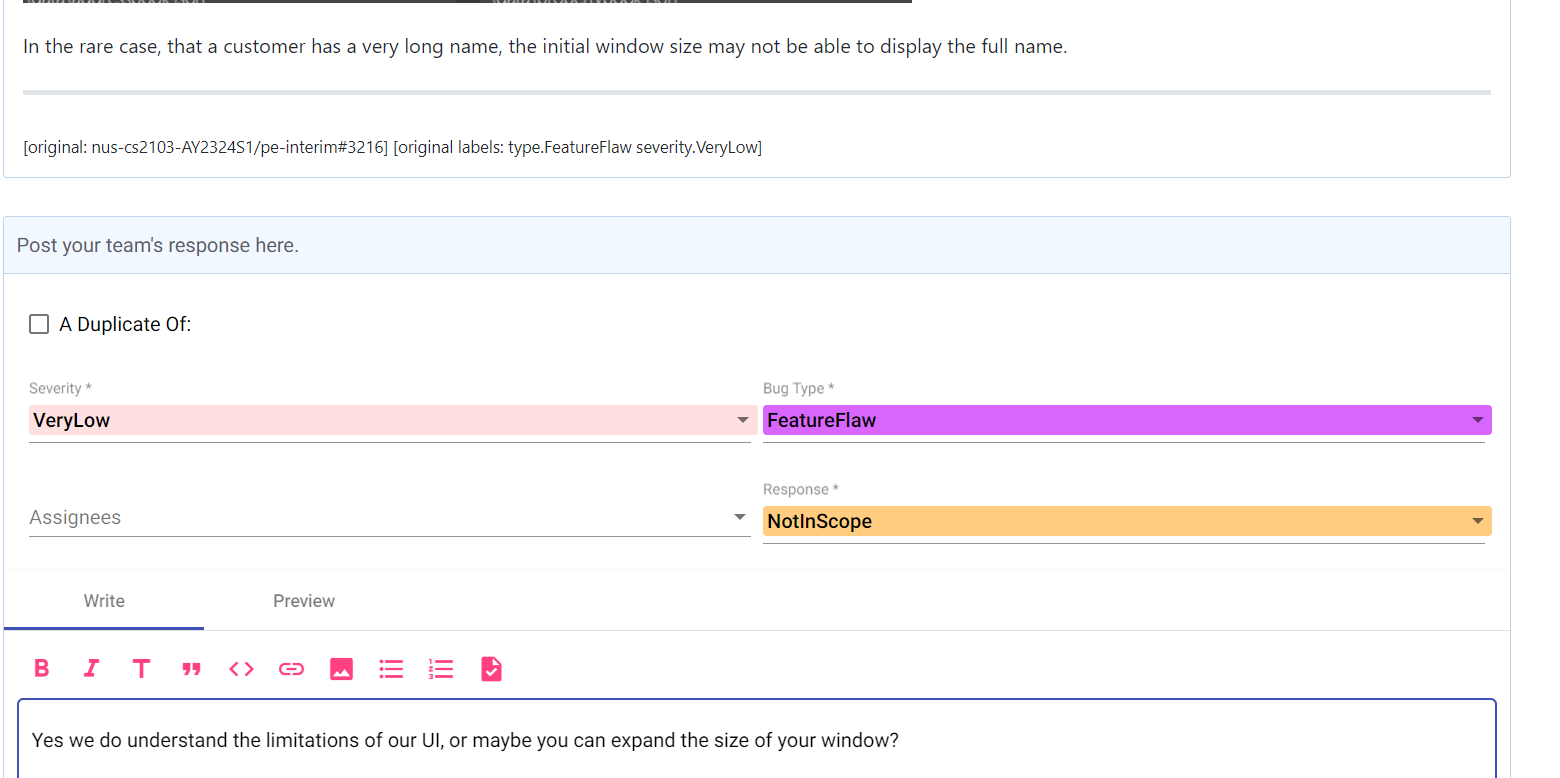 In the rare case, that a customer has a very long name, the initial window size may not be able to display the full name.
[original: nus-cs2103-AY2324S1/pe-interim#3216] [original labels: type.FeatureFlaw severity.VeryLow]
Post your team's response here.
A Duplicate Of:
Severity *
Bug Type *
VeryLow
FeatureFlaw
Response *
Assignees
NotInScope
Write
Preview
Yes we do understand the limitations of our UI, or maybe you can expand the size of your window?